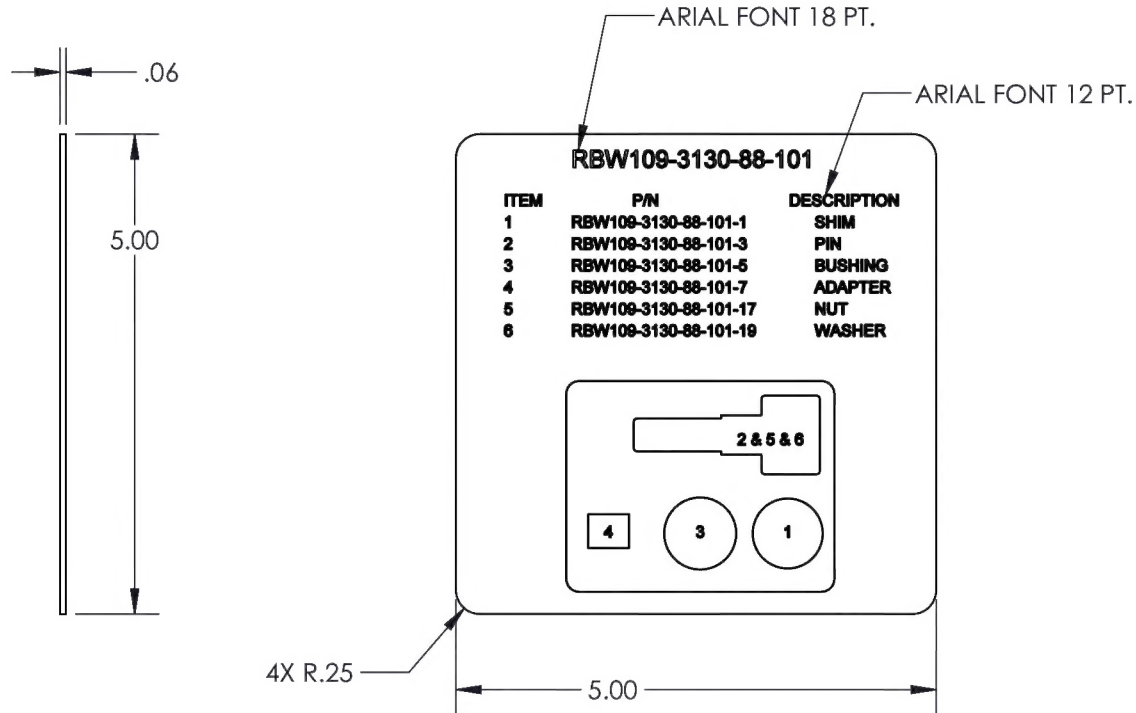 ARIAL FONT 18 PT.
.06
ARIAL FONT 12 PT.
RBW109-3130-88-101
ITEM P/N DESCRIPTION
1 RBW109-3130-88-101-1 SHIM
2 RBW109-3130-88-101-3 PIN
3 RBW109-3130-88-101-5 BUSHING
4 RBW109-3130-88-101-7 ADAPTER
5 RBW109-3130-88-101-17 NUT
6 RBW109-3130-88-101-19 WASHER
5.00
2 & 5 & 6
4 3 1
4X R.25
5.00